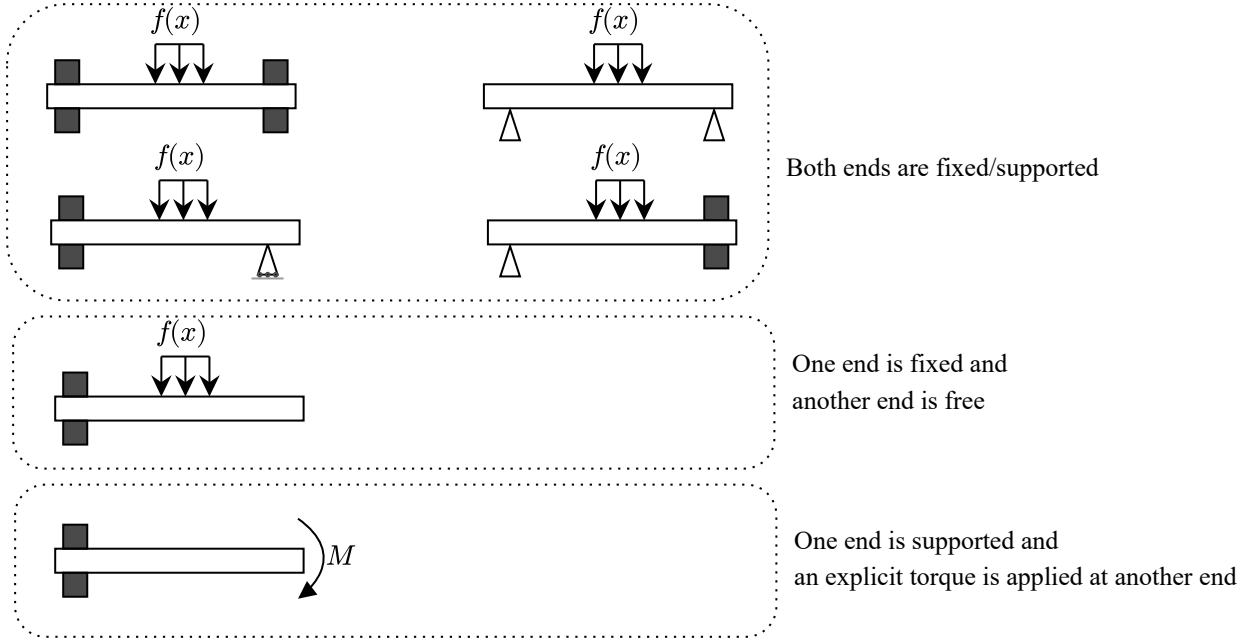 f(x)
f(x)
f(x)
f(x)
Both ends are fixed/supported
f(x)
One end is fixed and
another end is free
M
One end is supported and
an explicit torque is applied at another end